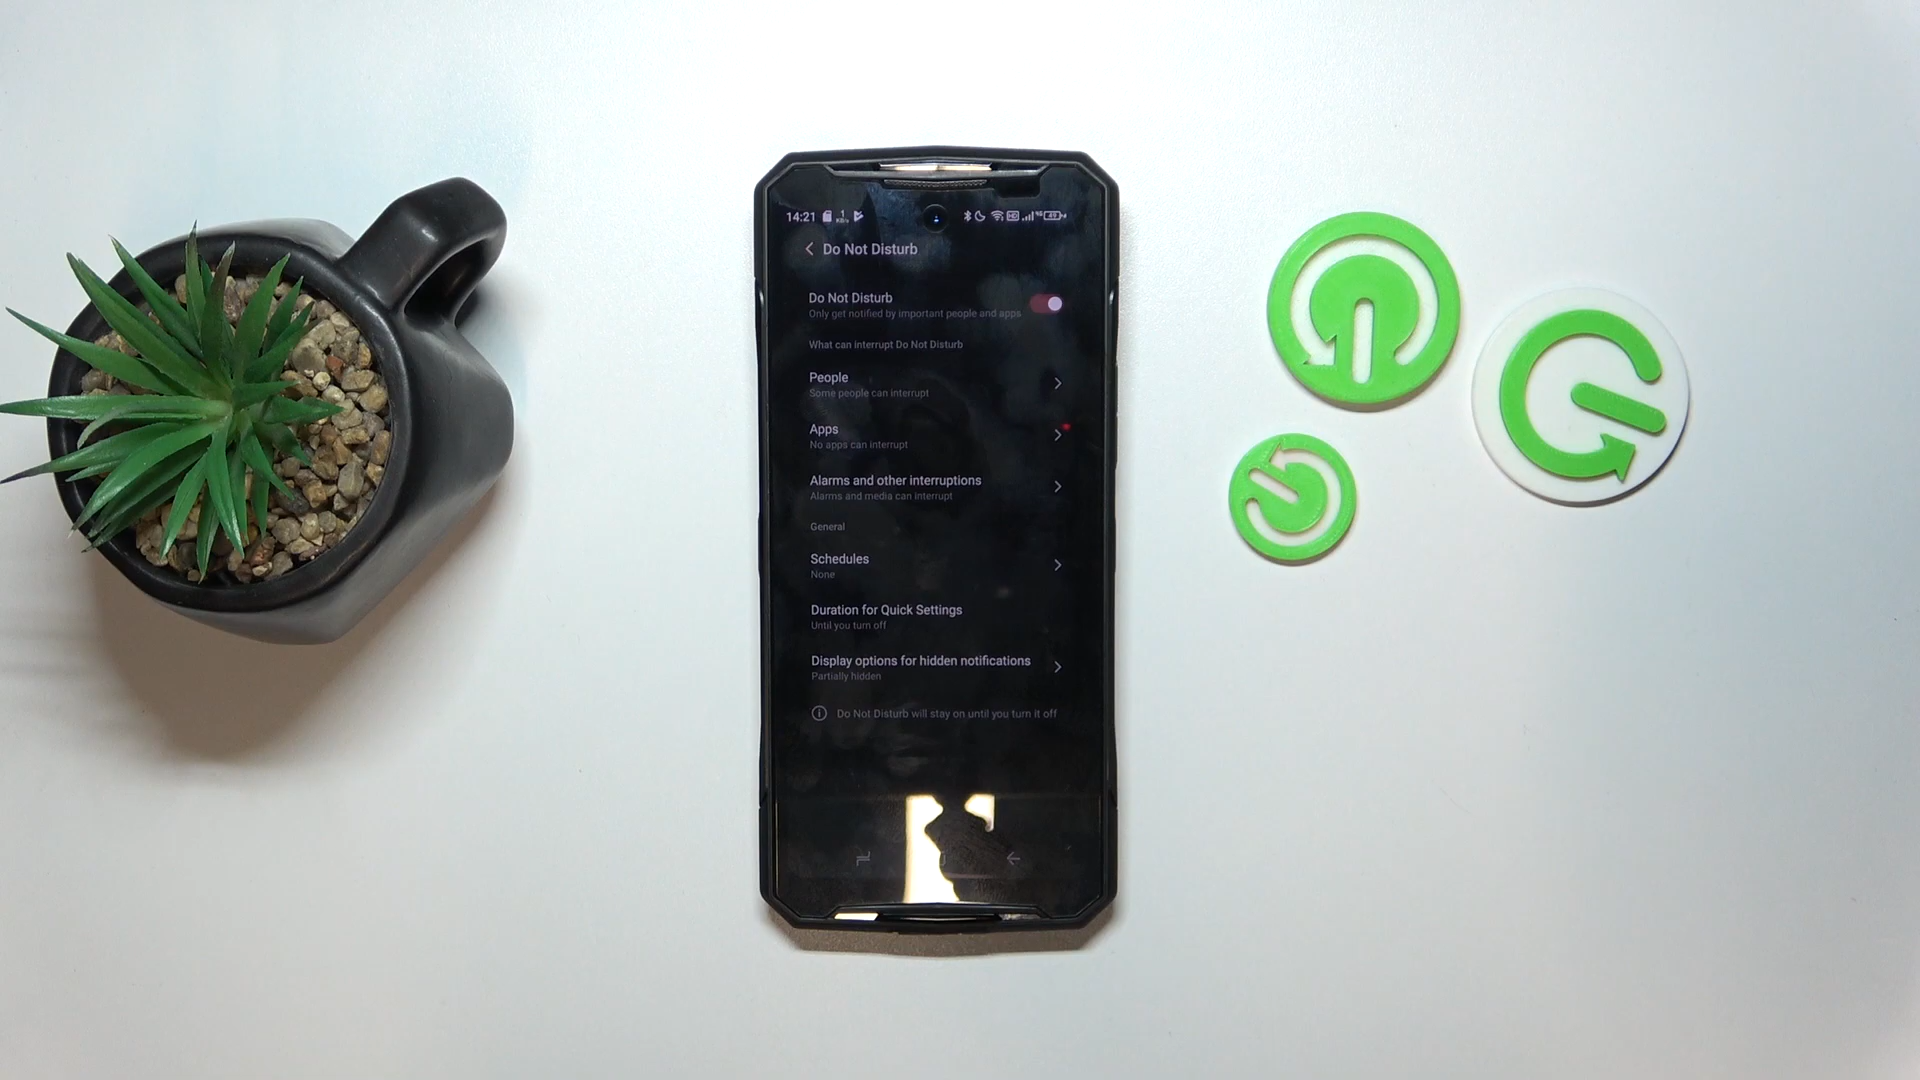 14:21
Do Not Disturb
Do Not Disturb
Only get notified by important people and apps
What can interrupt Do Not Disturb
People
Some people can interrupt
Apps
No apps can interrupt
Alarms and other interruptions
Alarms and media can interrupt
General
Schedules
None
Duration for Quick Settings
Until you turn off
Display options for hidden notifications
Partially hidden
Do Not Disturb will stay on until you turn it off